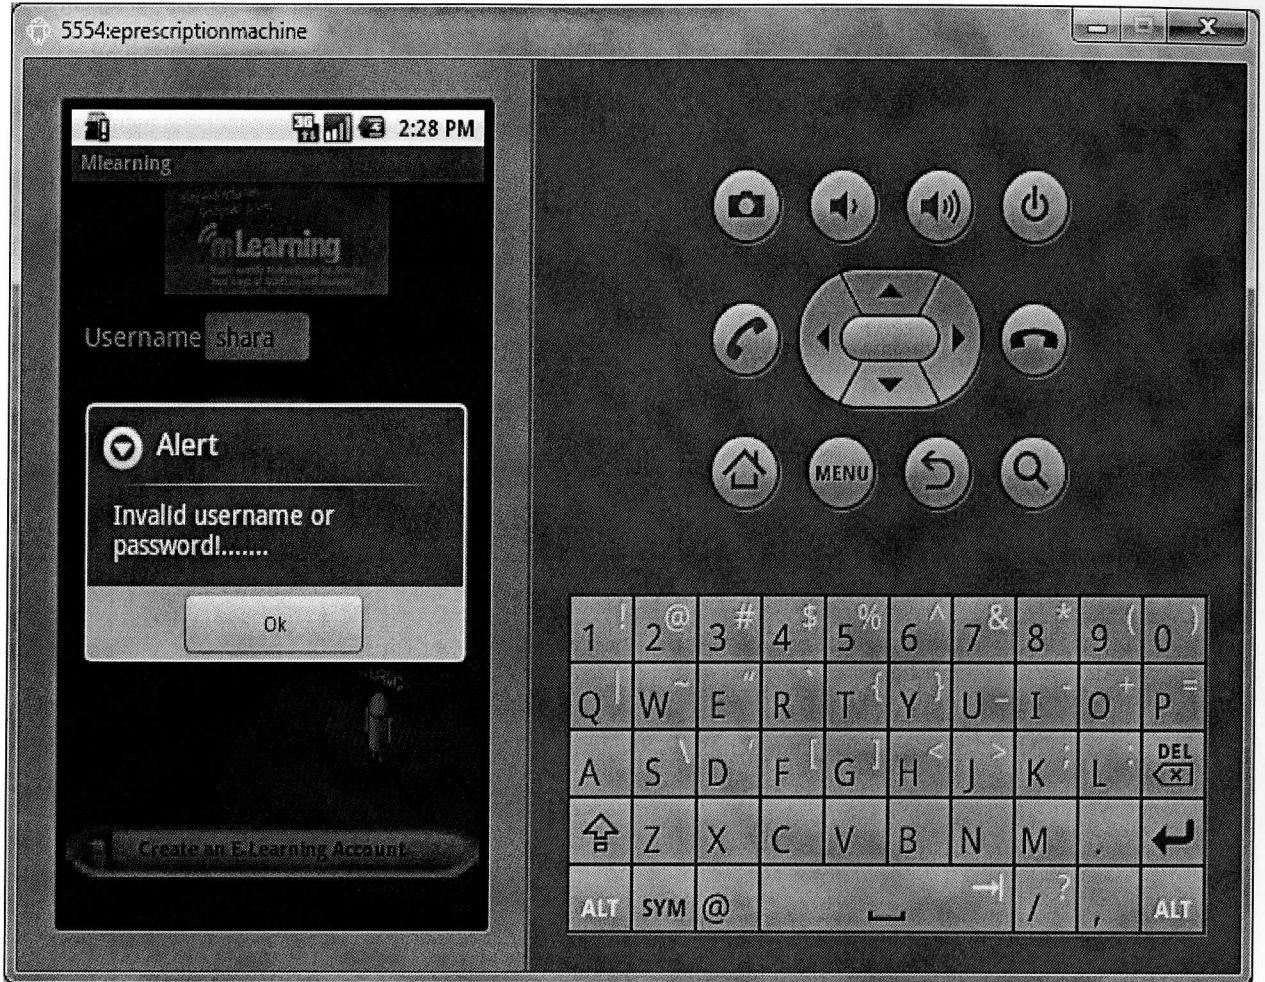 5554:eprescriptionmachine
3G 2:28 PM
Mlearning
mLearning
Username shara
Alert
Invalid username or
password!.......
Ok
Create an E-Learning Account
MENU
1 ! 2 @ 3 # 4 $ 5 % 6 ^ 7 & 8 * 9 ( 0 )
Q | W ~ E " R ` T { Y } U _ I - O + P =
A S \ D ' F [ G ] H < J > K ; L : DEL
Z X C V B N M .
ALT SYM @ / ? , ALT